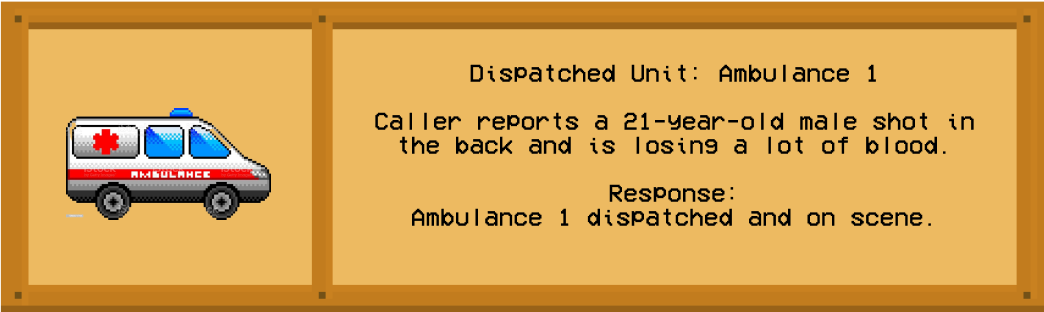 AMBULANCE
Dispatched Unit: Ambulance 1
Caller reports a 21-year-old male shot in
the back and is losing a lot of blood.
Response:
Ambulance 1 dispatched and on scene.